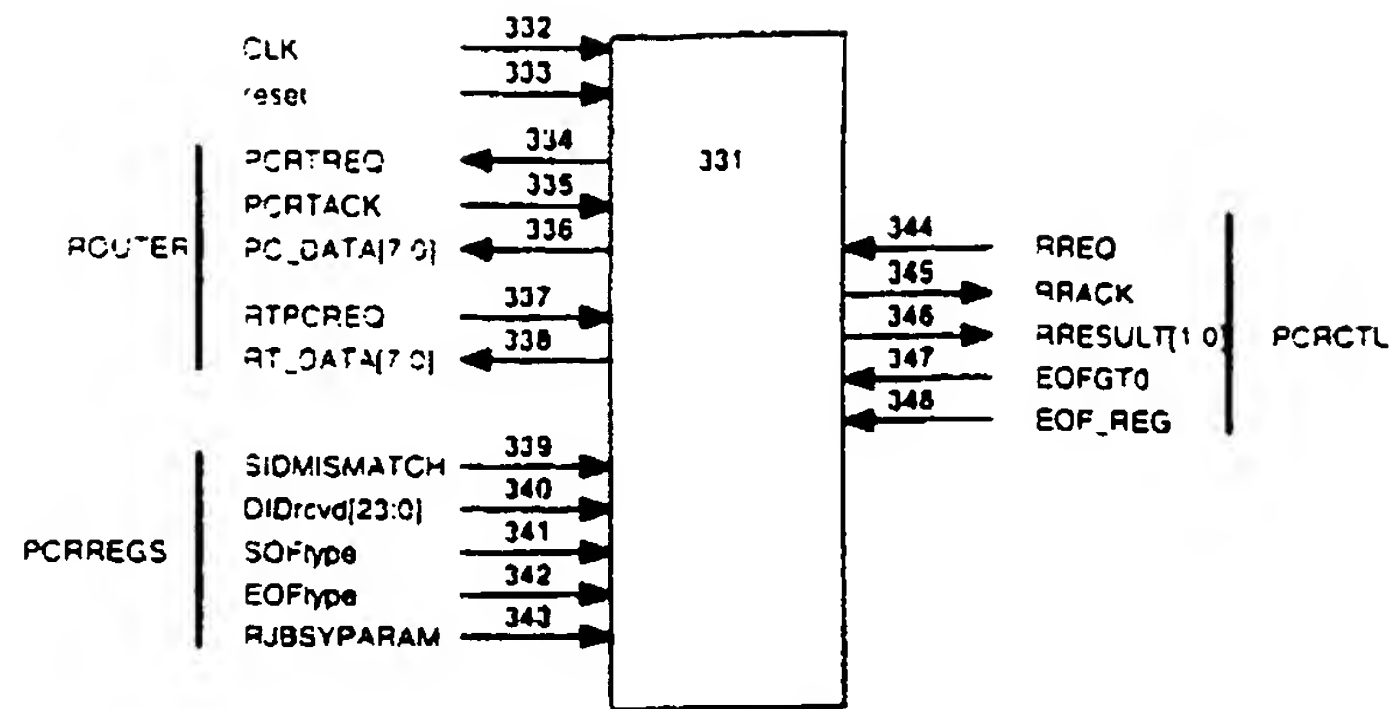 CLK 332
reset 333
PCRTREQ 334
331
PCRTACK 335
ROUTER PC_DATA[7:0] 336
344 RREQ
345 RRACK
RTPCREQ 337
346 RRESULT[1:0] PCRCTL
RT_DATA[7:0] 338
347 EOFGT0
348 EOF_REG
SIDMISMATCH 339
DIDrcvd[23:0] 340
PCRREGS SOFtype 341
EOFtype 342
RJBSYPARAM 343